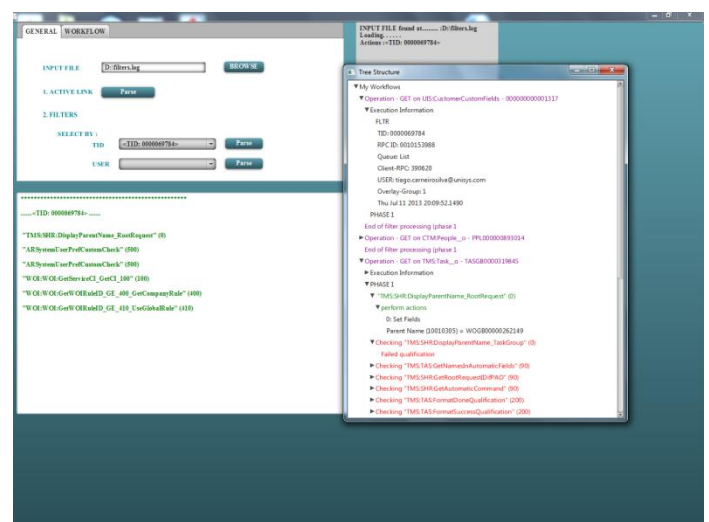 GENERAL WORKFLOW
INPUT FILE D:\filters.log BROWSE
1. ACTIVE LINK Parse
2. FILTERS
SELECT BY :
TID <TID: 0000069784> Parse
USER Parse
INPUT FILE found at......... :D:\filters.log
Loading. . . . . .
Actions :<TID: 0000069784>
**************************************************
......<TID: 0000069784> ......
"TMS:SHR:DisplayParentName_RootRequest" (0)
"ARSystemUserPrefCustomCheck" (500)
"ARSystemUserPrefCustomCheck" (500)
"WOI:WOI:GetServiceCI_GetCI_100" (100)
"WOI:WOI:GetWOIRuleID_GE_400_GetCompanyRule" (400)
"WOI:WOI:GetWOIRuleID_GE_410_UseGlobalRule" (410)
Tree Structure
My Workflows
Operation - GET on UIS:CustomerCustomFields - 000000000001317
Execution Information
FLTR
TID: 0000069784
RPC ID: 0010153988
Queue: List
Client-RPC: 390620
USER: tiago.carneirosilva@unisys.com
Overlay-Group: 1
Thu Jul 11 2013 20:09:52.1490
PHASE 1
End of filter processing (phase 1
Operation - GET on CTM:People__o - PPL000000893014
End of filter processing (phase 1
Operation - GET on TMS:Task__o - TASGB0000319845
Execution Information
PHASE 1
"TMS:SHR:DisplayParentName_RootRequest" (0)
perform actions
0: Set Fields
Parent Name (10010385) = WOGB00000262149
Checking "TMS:SHR:DisplayParentName_TaskGroup" (0)
Failed qualification
Checking "TMS:TAS:GetNamesInAutomaticFields" (90)
Checking "TMS:SHR:GetRootRequestIDifPAO" (90)
Checking "TMS:SHR:GetAutomaticCommand" (90)
Checking "TMS:TAS:FormatDoneQualification" (200)
Checking "TMS:TAS:FormatSuccessQualification" (200)